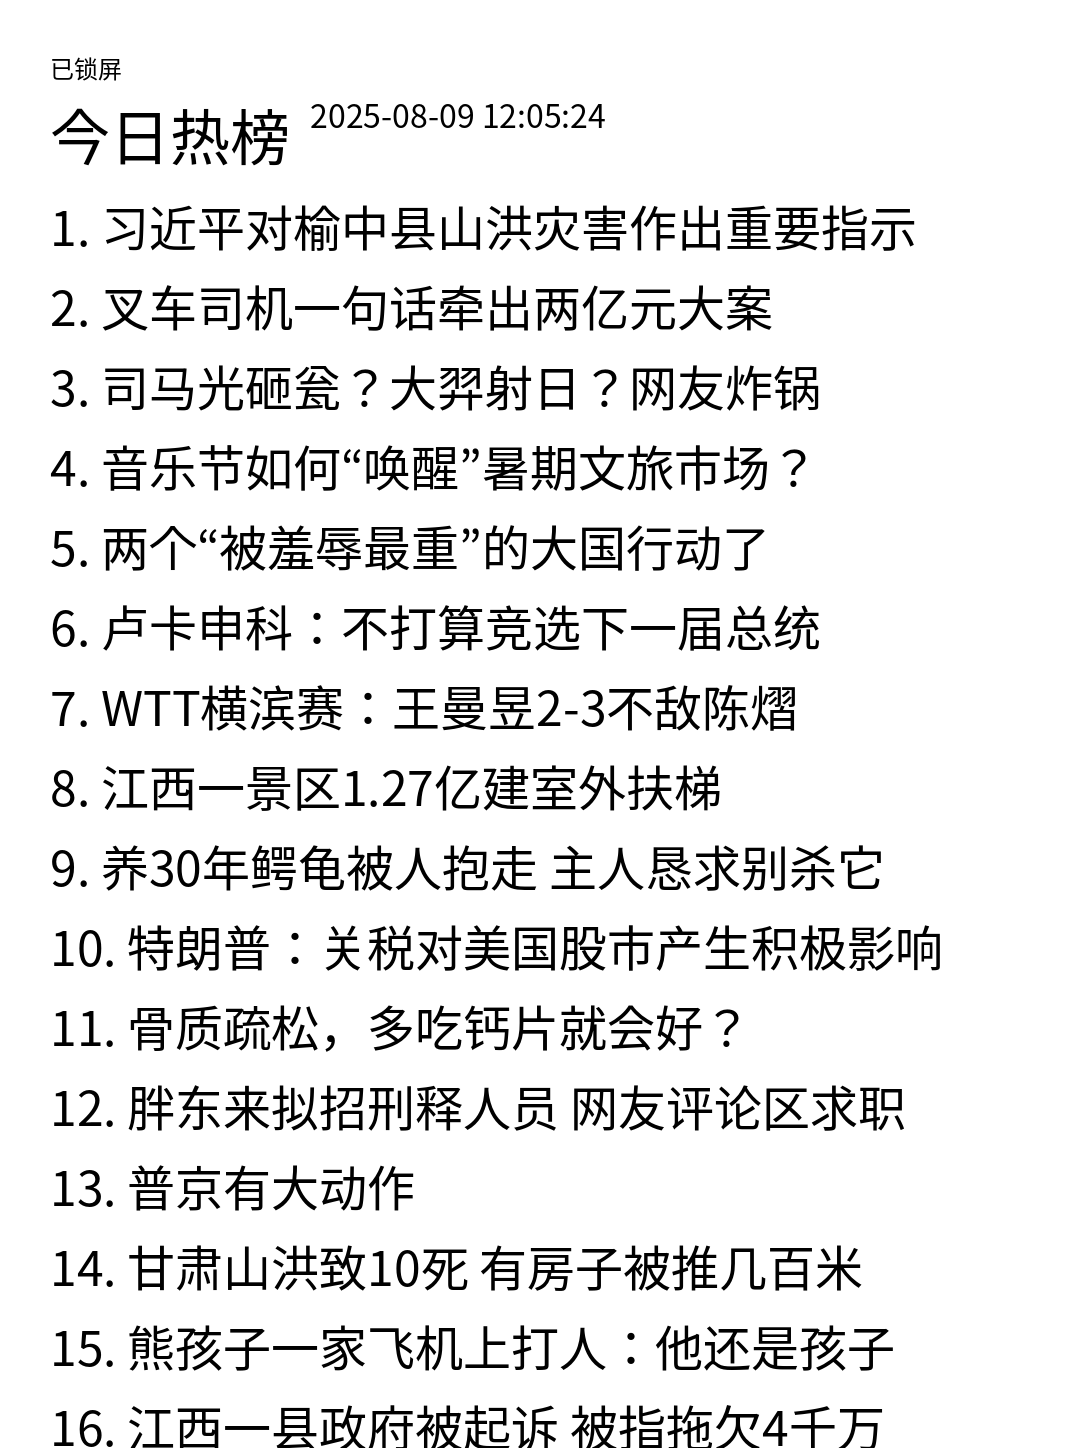 已锁屏
今日热榜 2025-08-09 12:05:24
1. 习近平对榆中县山洪灾害作出重要指示
2. 叉车司机一句话牵出两亿元大案
3. 司马光砸瓮？大羿射日？网友炸锅
4. 音乐节如何“唤醒”暑期文旅市场？
5. 两个“被羞辱最重”的大国行动了
6. 卢卡申科：不打算竞选下一届总统
7. WTT横滨赛：王曼昱2-3不敌陈熠
8. 江西一景区1.27亿建室外扶梯
9. 养30年鳄龟被人抱走 主人恳求别杀它
10. 特朗普：关税对美国股市产生积极影响
11. 骨质疏松，多吃钙片就会好？
12. 胖东来拟招刑释人员 网友评论区求职
13. 普京有大动作
14. 甘肃山洪致10死 有房子被推几百米
15. 熊孩子一家飞机上打人：他还是孩子
16. 江西一县政府被起诉 被指拖欠4千万